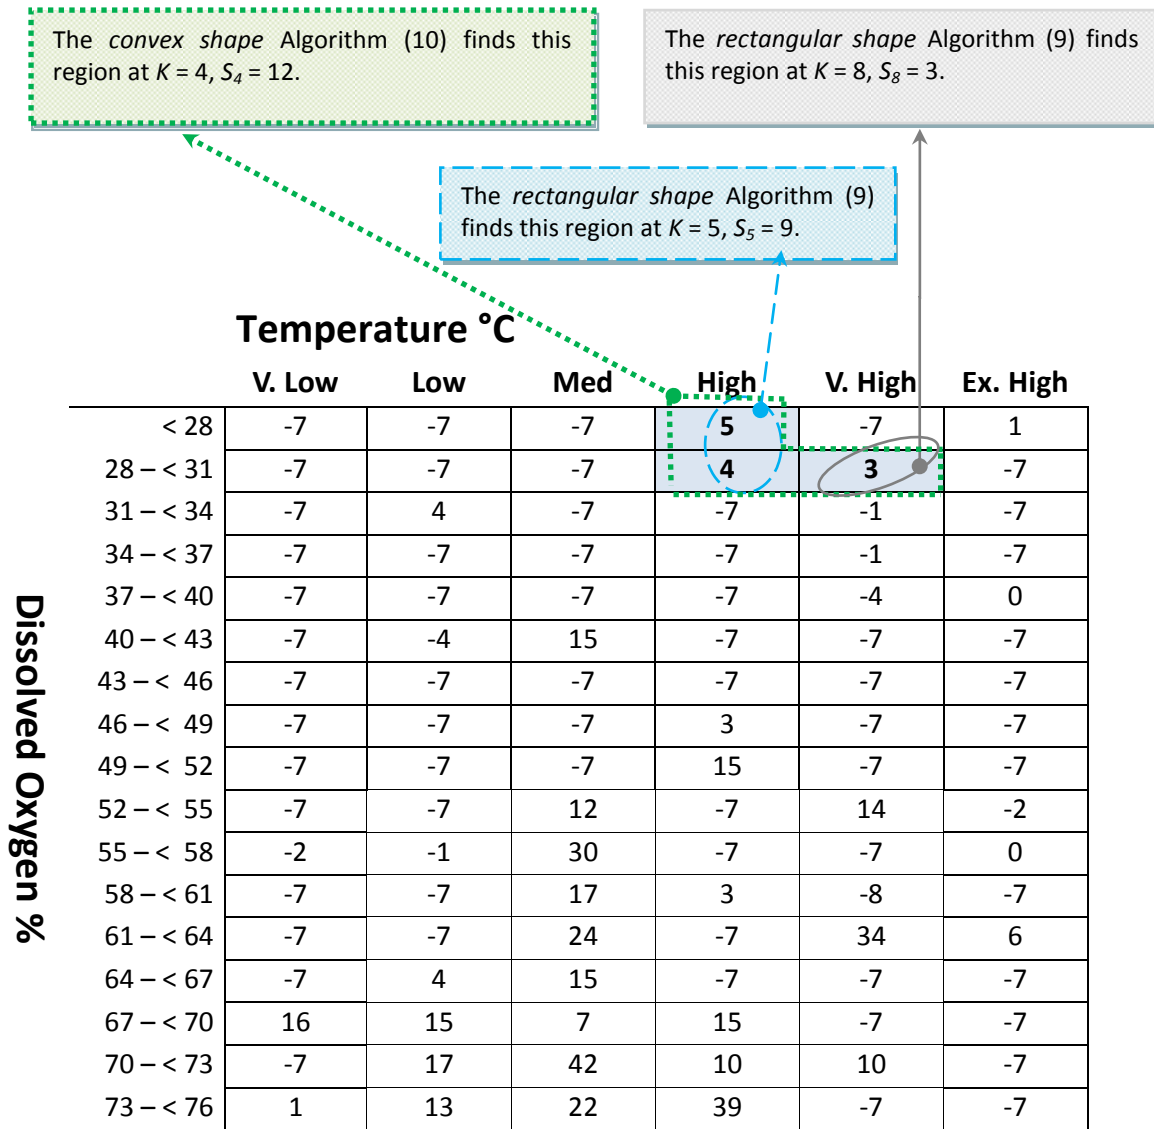 The convex shape Algorithm (10) finds this
region at K = 4, S4 = 12.
The rectangular shape Algorithm (9) finds
this region at K = 8, S8 = 3.
The rectangular shape Algorithm (9)
finds this region at K = 5, S5 = 9.
Temperature °C
V. Low Low Med High V. High Ex. High
Dissolved Oxygen %
< 28 -7 -7 -7 5 -7 1
28 – < 31 -7 -7 -7 4 3 -7
31 – < 34 -7 4 -7 -7 -1 -7
34 – < 37 -7 -7 -7 -7 -1 -7
37 – < 40 -7 -7 -7 -7 -4 0
40 – < 43 -7 -4 15 -7 -7 -7
43 – < 46 -7 -7 -7 -7 -7 -7
46 – < 49 -7 -7 -7 3 -7 -7
49 – < 52 -7 -7 -7 15 -7 -7
52 – < 55 -7 -7 12 -7 14 -2
55 – < 58 -2 -1 30 -7 -7 0
58 – < 61 -7 -7 17 3 -8 -7
61 – < 64 -7 -7 24 -7 34 6
64 – < 67 -7 4 15 -7 -7 -7
67 – < 70 16 15 7 15 -7 -7
70 – < 73 -7 17 42 10 10 -7
73 – < 76 1 13 22 39 -7 -7